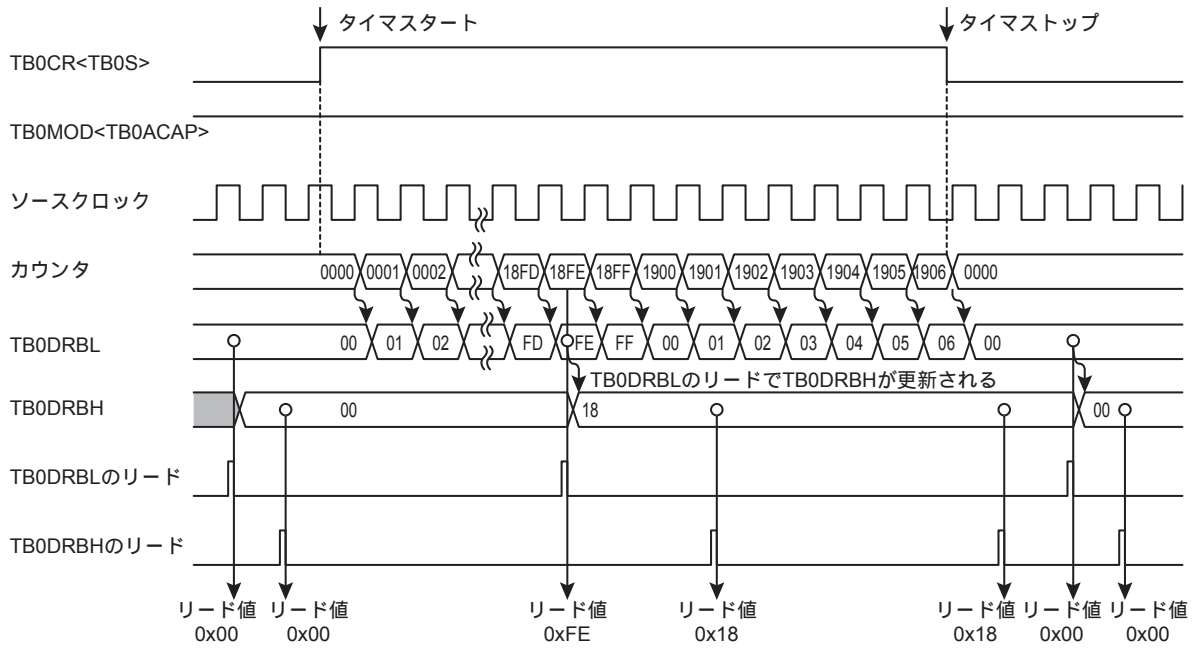 タイマスタート
タイマストップ
TB0CR<TB0S>
TB0MOD<TB0ACAP>
ソースクロック
カウンタ
0000 0001 0002 18FD 18FE 18FF 1900 1901 1902 1903 1904 1905 1906 0000
TB0DRBL
00 01 02 FD FE FF 00 01 02 03 04 05 06 00
TB0DRBLのリードでTB0DRBHが更新される
TB0DRBH
00 18 00
TB0DRBLのリード
TB0DRBHのリード
リード値 リード値 リード値 リード値 リード値 リード値 リード値
0x00 0x00 0xFE 0x18 0x18 0x00 0x00